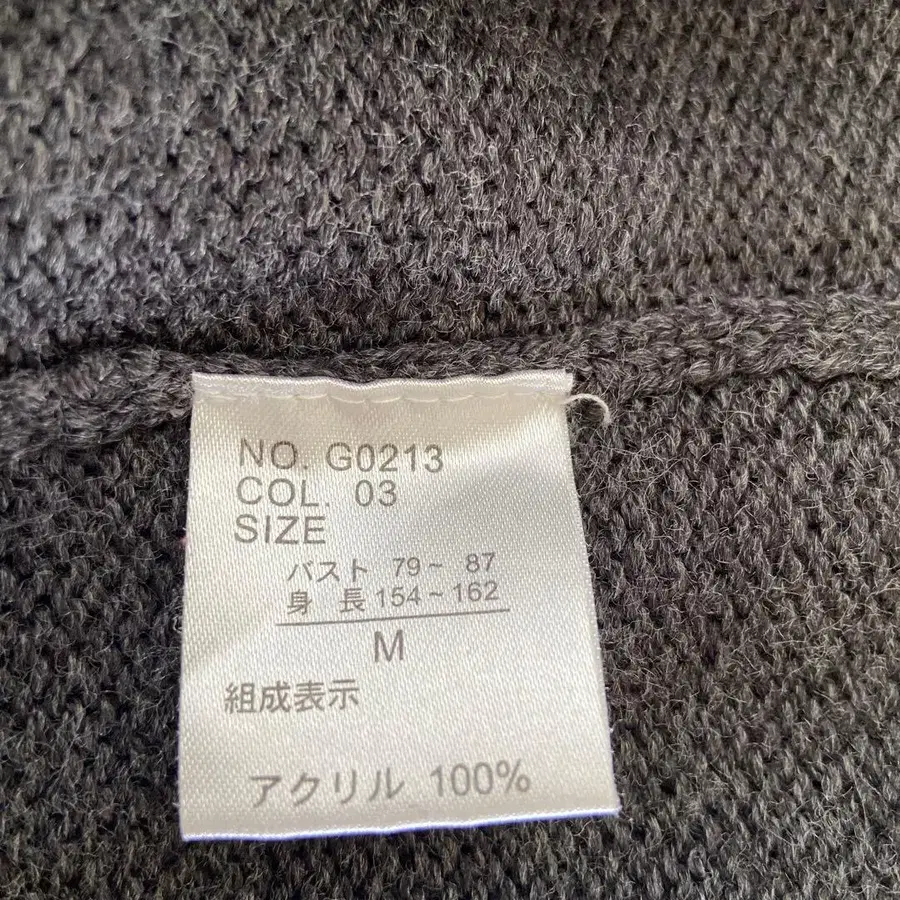 NO. G0213
COL. 03
SIZE
バスト 79~ 87
身 長 154~162
M
組成表示
アクリル 100%